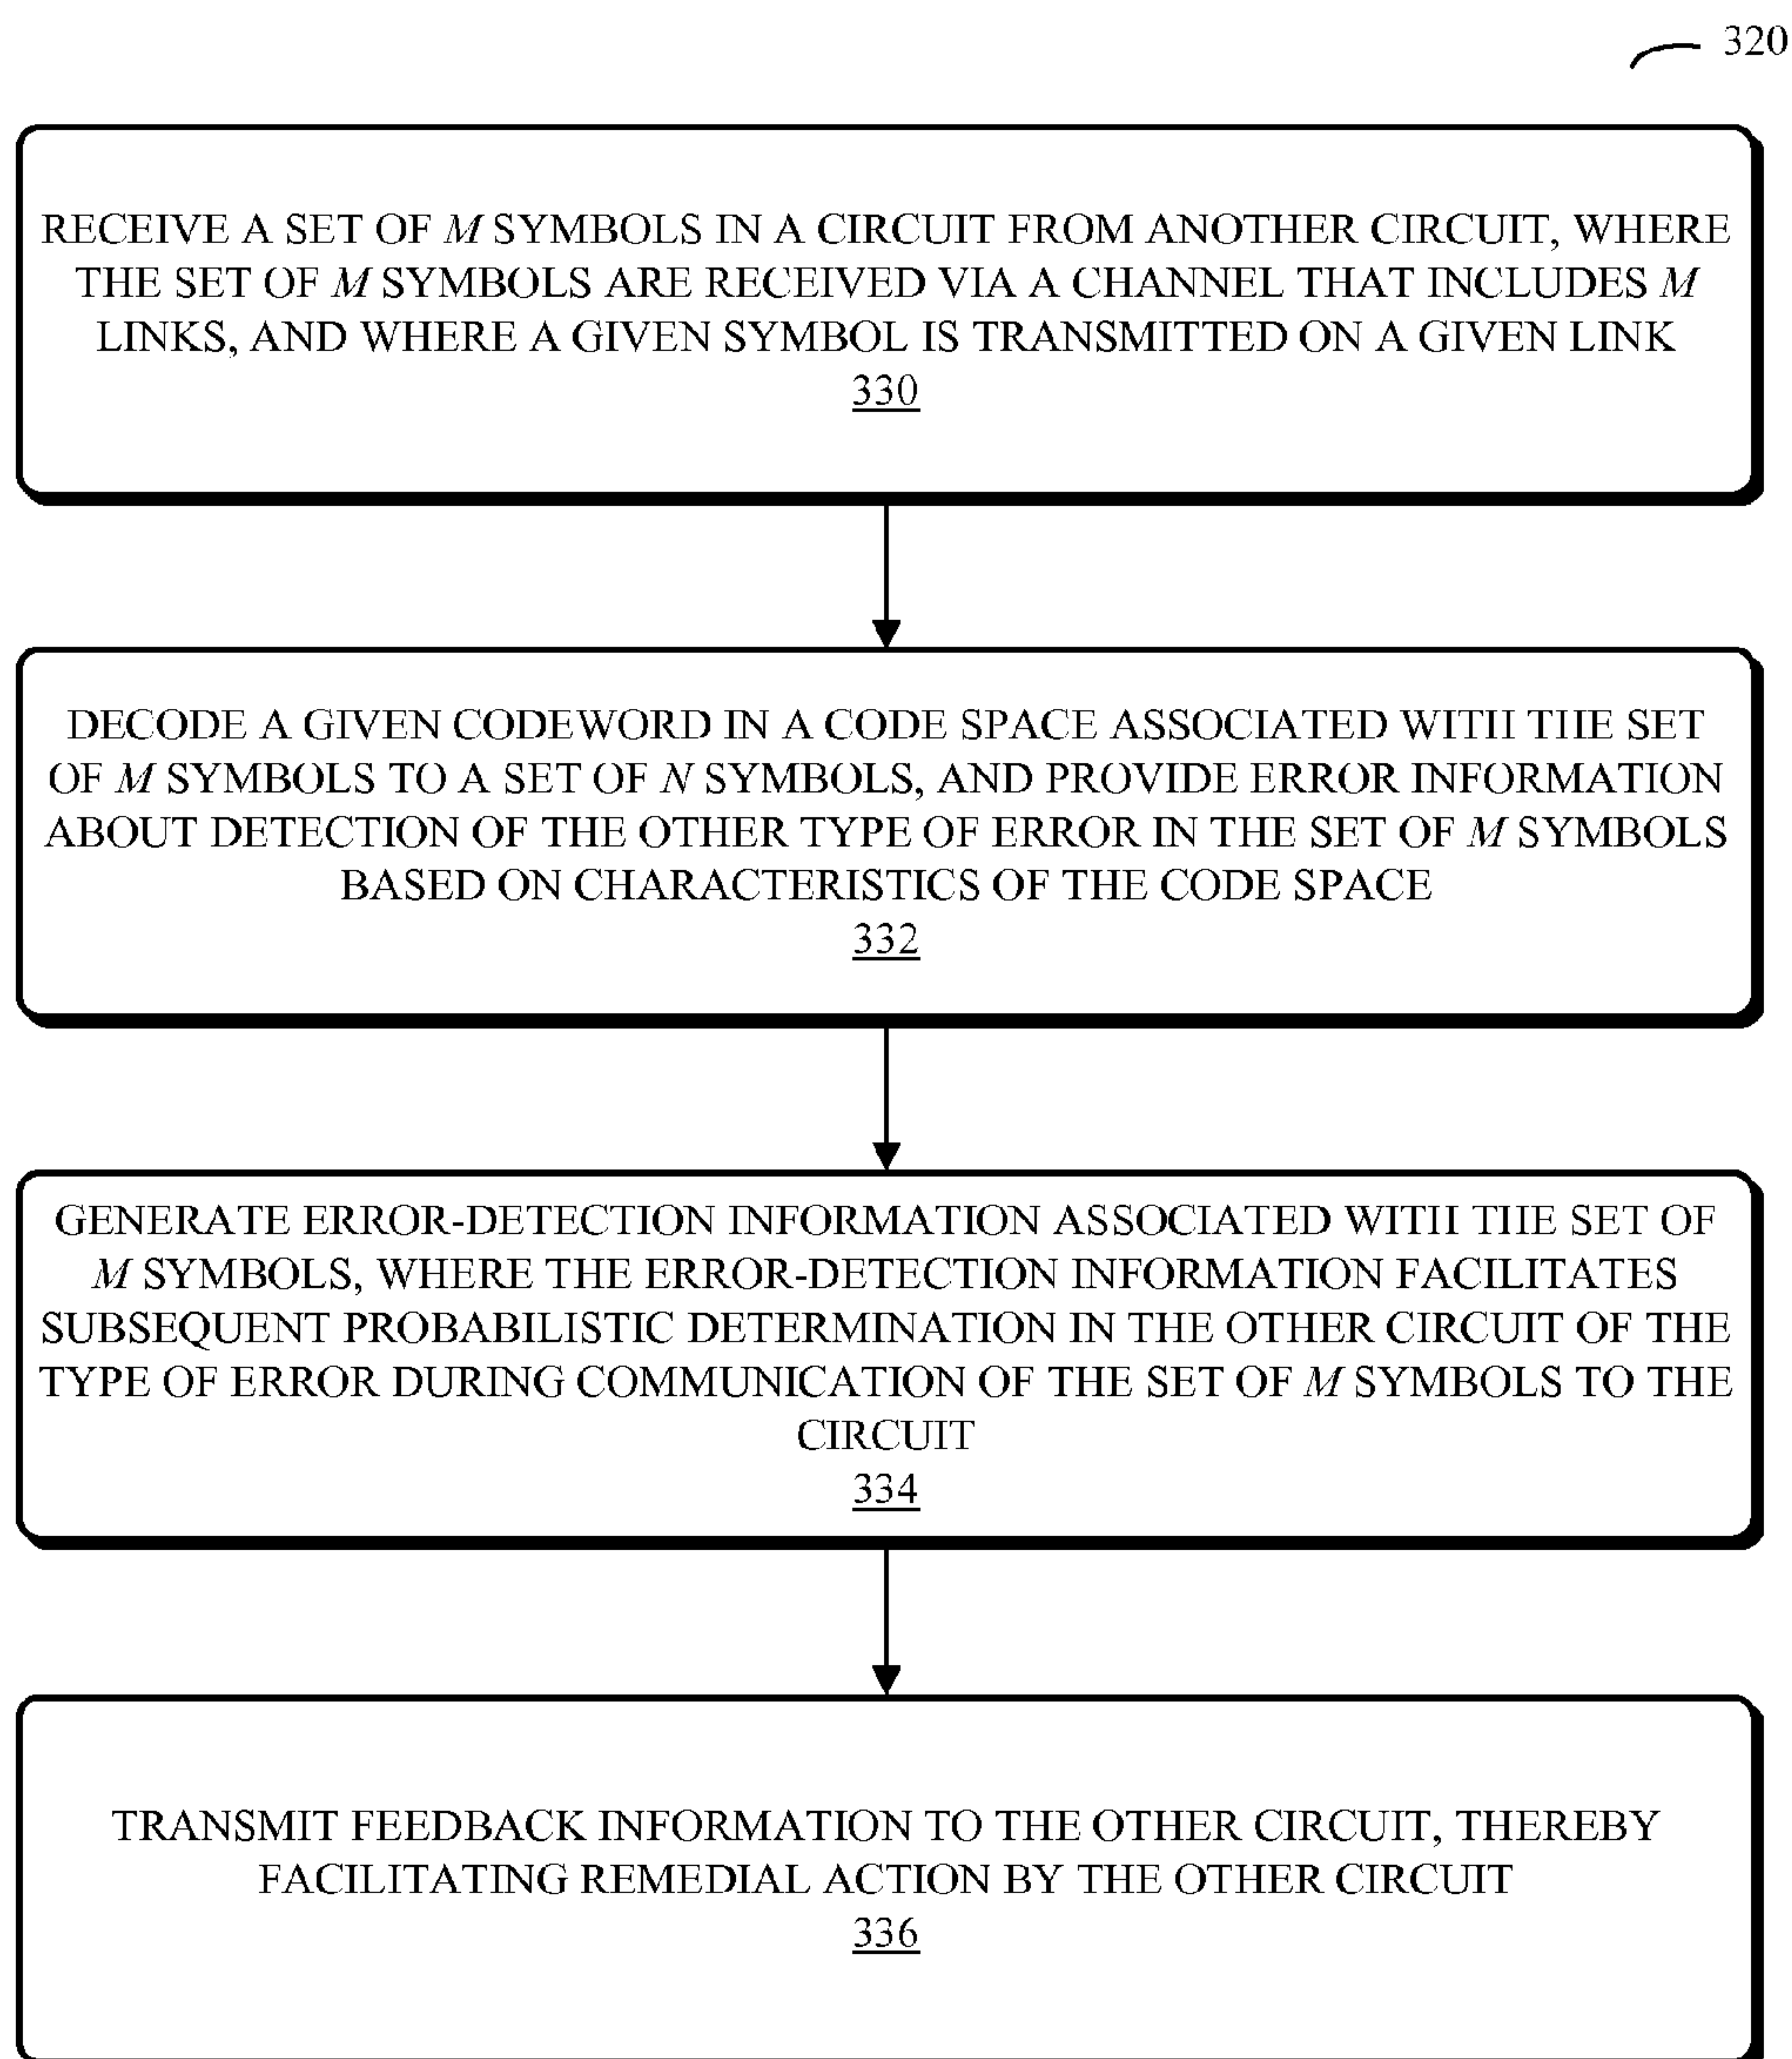 320
RECEIVE A SET OF M SYMBOLS IN A CIRCUIT FROM ANOTHER CIRCUIT, WHERE
THE SET OF M SYMBOLS ARE RECEIVED VIA A CHANNEL THAT INCLUDES M
LINKS, AND WHERE A GIVEN SYMBOL IS TRANSMITTED ON A GIVEN LINK
330
DECODE A GIVEN CODEWORD IN A CODE SPACE ASSOCIATED WITH THE SET
OF M SYMBOLS TO A SET OF N SYMBOLS, AND PROVIDE ERROR INFORMATION
ABOUT DETECTION OF THE OTHER TYPE OF ERROR IN THE SET OF M SYMBOLS
BASED ON CHARACTERISTICS OF THE CODE SPACE
332
GENERATE ERROR-DETECTION INFORMATION ASSOCIATED WITH THE SET OF
M SYMBOLS, WHERE THE ERROR-DETECTION INFORMATION FACILITATES
SUBSEQUENT PROBABILISTIC DETERMINATION IN THE OTHER CIRCUIT OF THE
TYPE OF ERROR DURING COMMUNICATION OF THE SET OF M SYMBOLS TO THE
CIRCUIT
334
TRANSMIT FEEDBACK INFORMATION TO THE OTHER CIRCUIT, THEREBY
FACILITATING REMEDIAL ACTION BY THE OTHER CIRCUIT
336